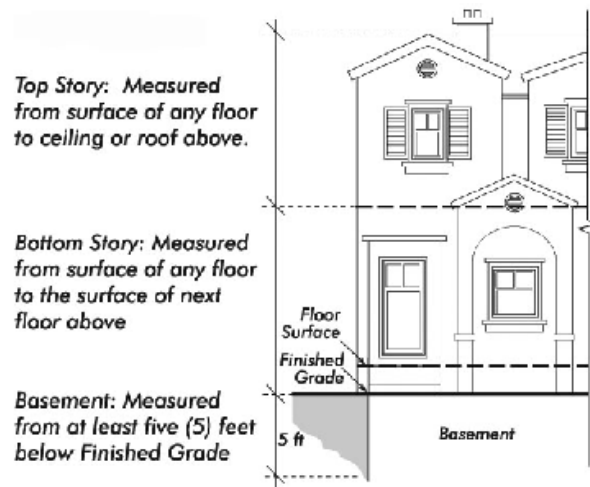 Top Story: Measured
from surface of any floor
to ceiling or roof above.
Bottom Story: Measured
from surface of any floor
to the surface of next
floor above
Floor
Surface
Finished
Grade
Basement: Measured
from at least five (5) feet
below Finished Grade
5 ft
Basement